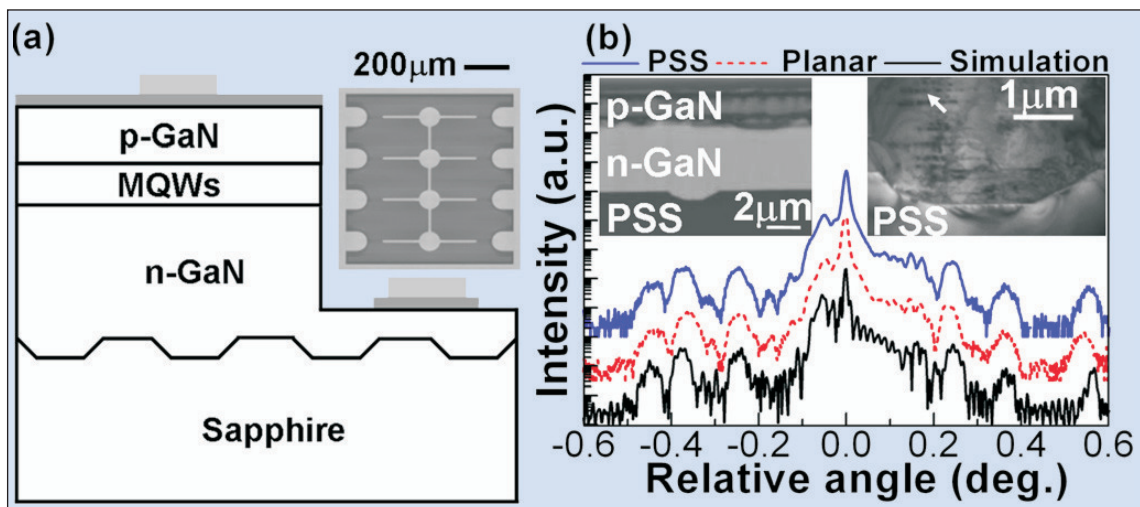 (a)
200μm
p-GaN
MQWs
n-GaN
Sapphire
(b)
PSS Planar Simulation
p-GaN
n-GaN
PSS
2μm
1μm
PSS
Intensity (a.u.)
-0.6 -0.4 -0.2 0.0 0.2 0.4 0.6
Relative angle (deg.)